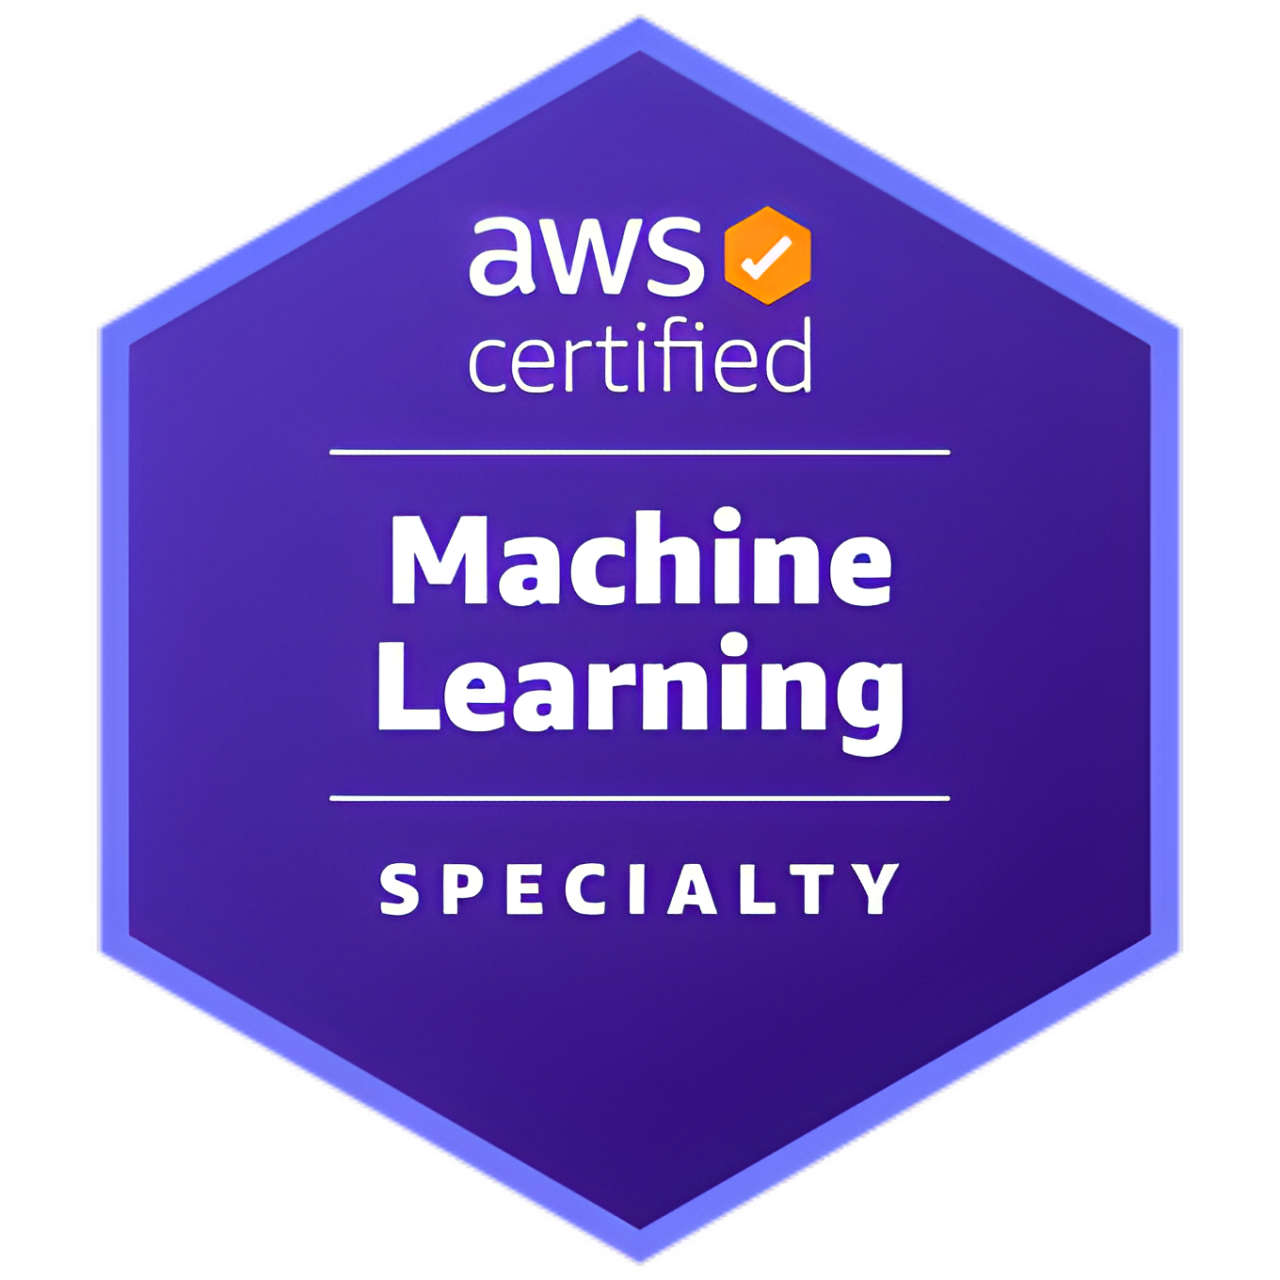 aws
certified
Machine
Learning
SPECIALTY